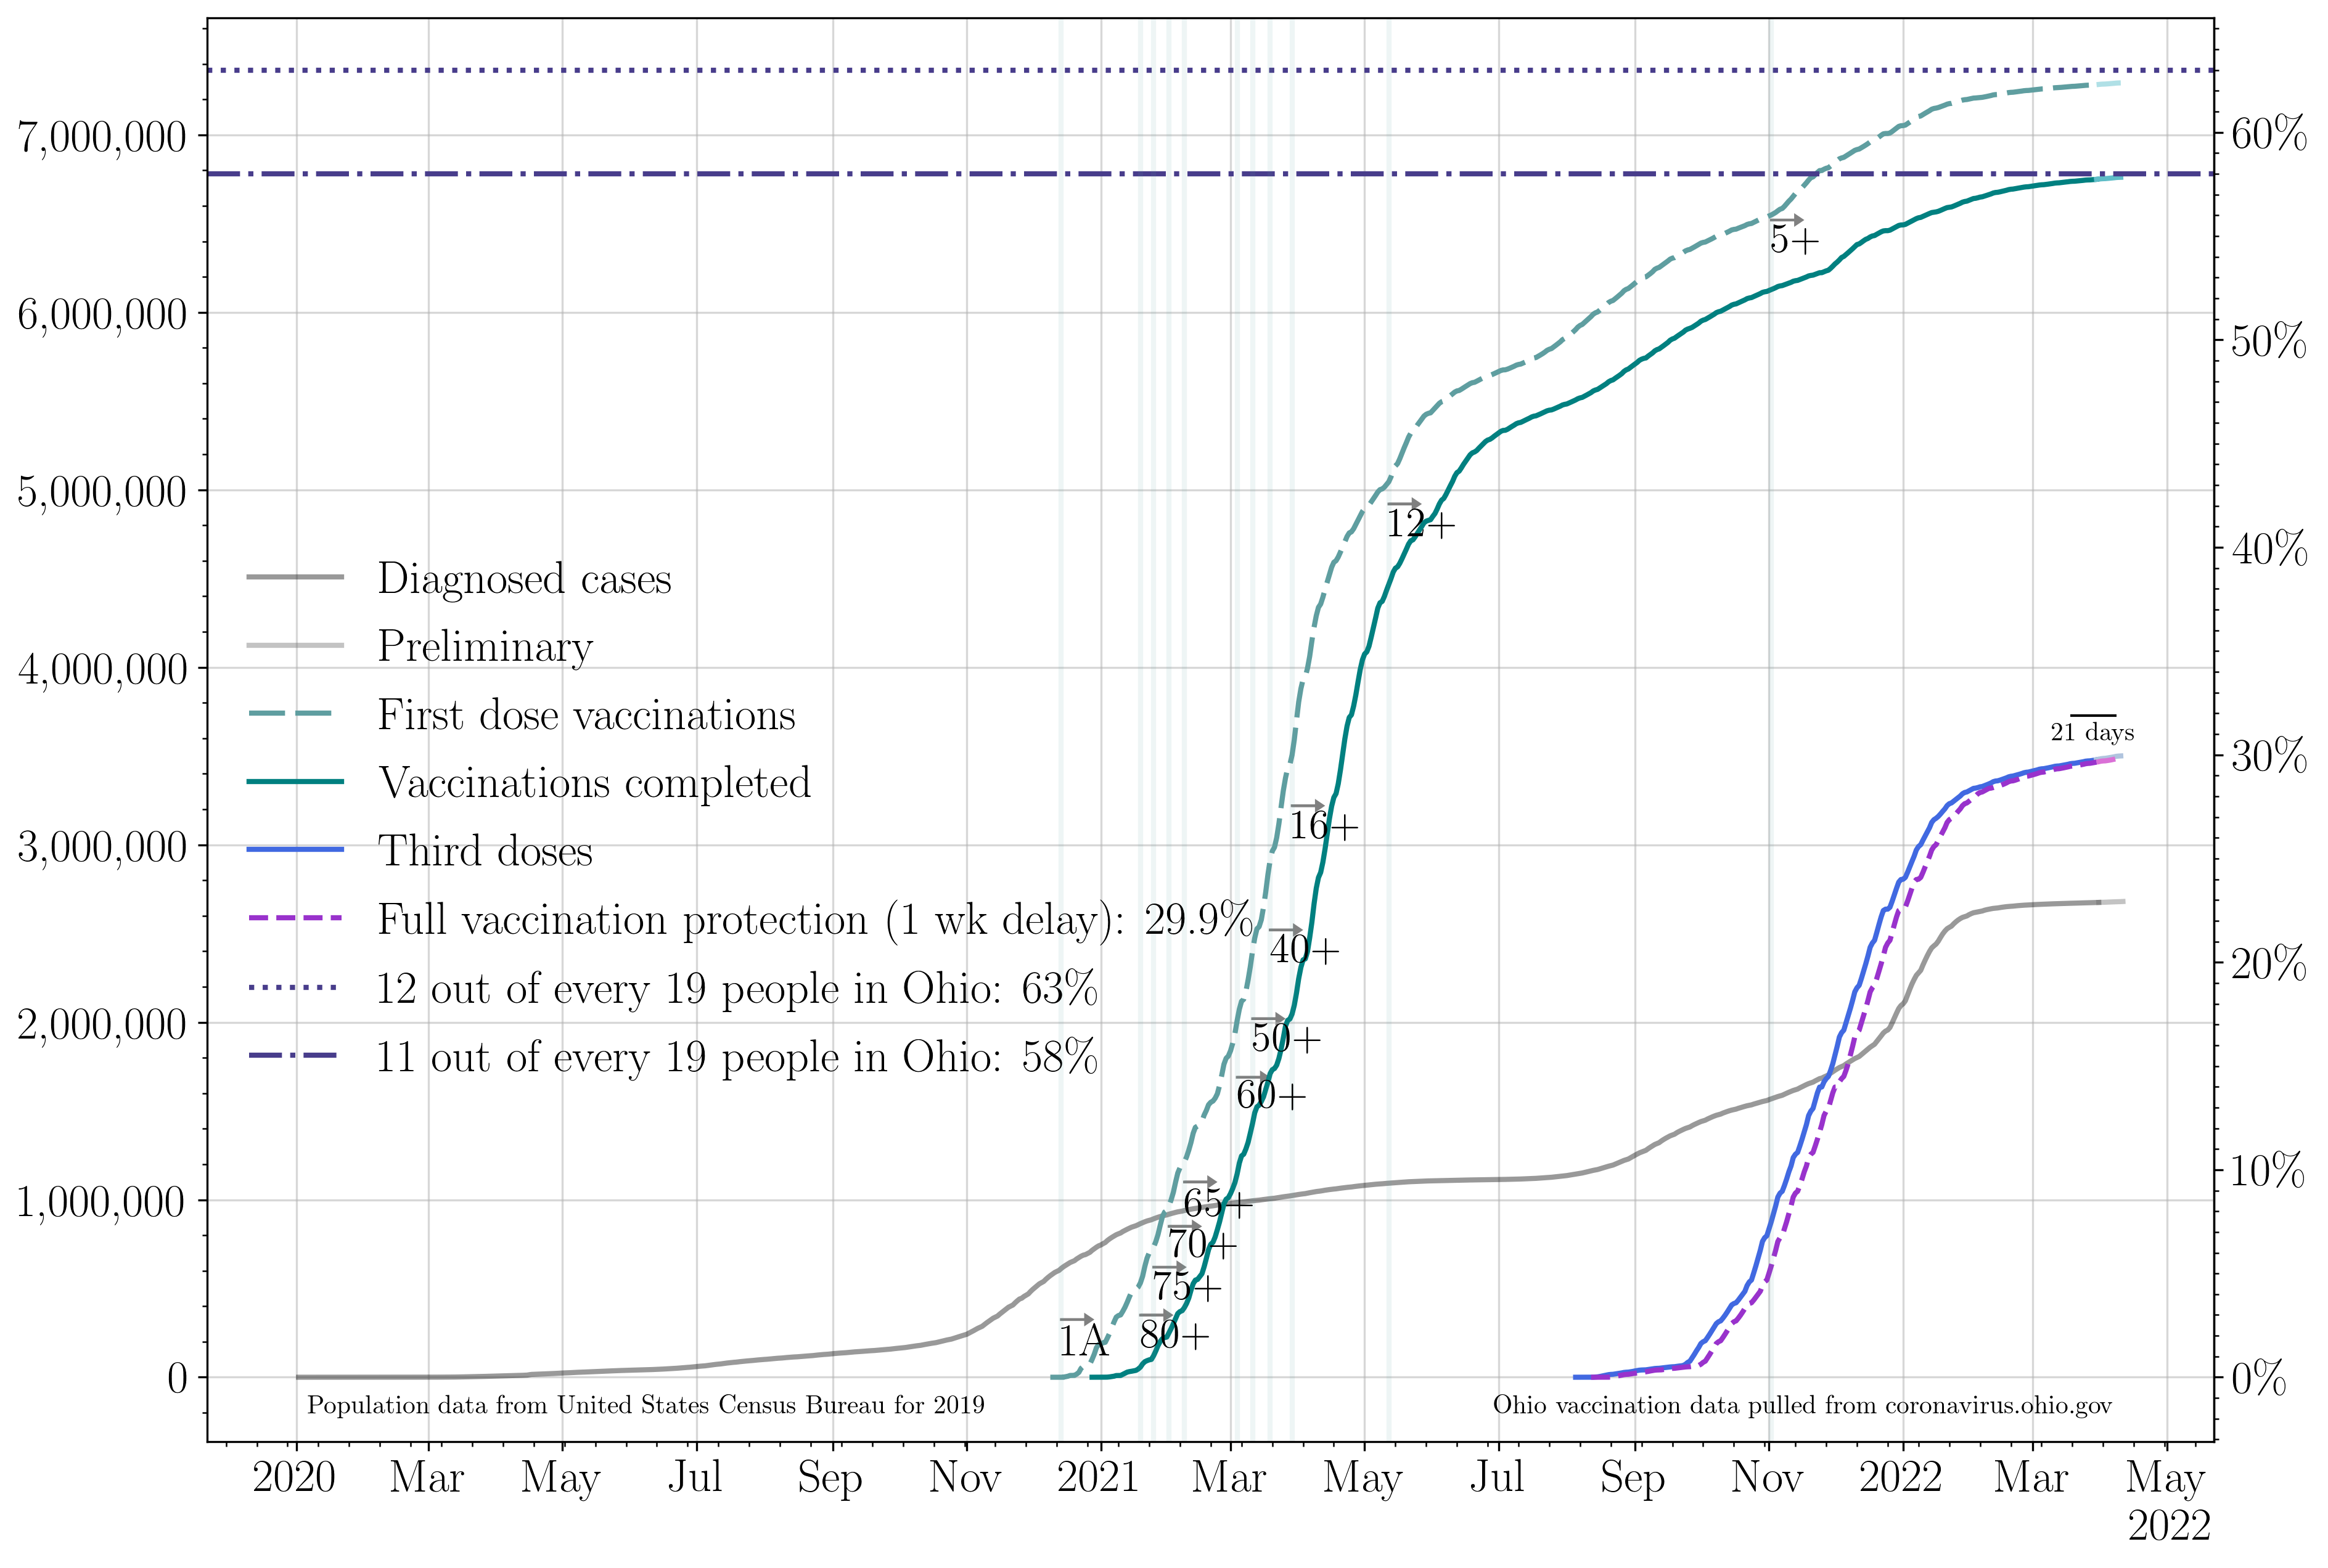 7,000,000
6,000,000
5,000,000
4,000,000
3,000,000
2,000,000
1,000,000
0
60%
50%
40%
30%
20%
10%
0%
Diagnosed cases
Preliminary
First dose vaccinations
Vaccinations completed
Third doses
Full vaccination protection (1 wk delay): 29.9%
12 out of every 19 people in Ohio: 63%
11 out of every 19 people in Ohio: 58%
5+
12+
16+
40+
50+
60+
65+
70+
75+
80+
1A
21 days
Population data from United States Census Bureau for 2019
Ohio vaccination data pulled from coronavirus.ohio.gov
2020 Mar May Jul Sep Nov 2021 Mar May Jul Sep Nov 2022 Mar May
2022